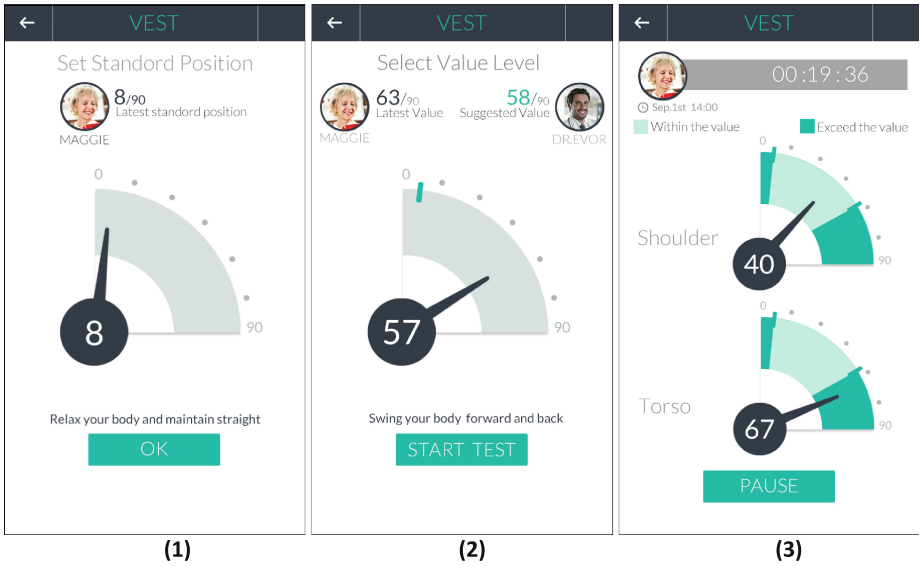 VEST
Set Standord Position
8/90
Latest standord position
MAGGIE
0
90
8
Relax your body and maintain straight
OK
(1)
VEST
Select Value Level
63/90
Latest Value
58/90
Suggested Value
MAGGIE
DR.EVOR
0
90
57
Swing your body forward and back
START TEST
(2)
VEST
00:19:36
Sep.1st 14:00
Within the value
Exceed the value
0
Shoulder
40
90
0
Torso
67
90
PAUSE
(3)